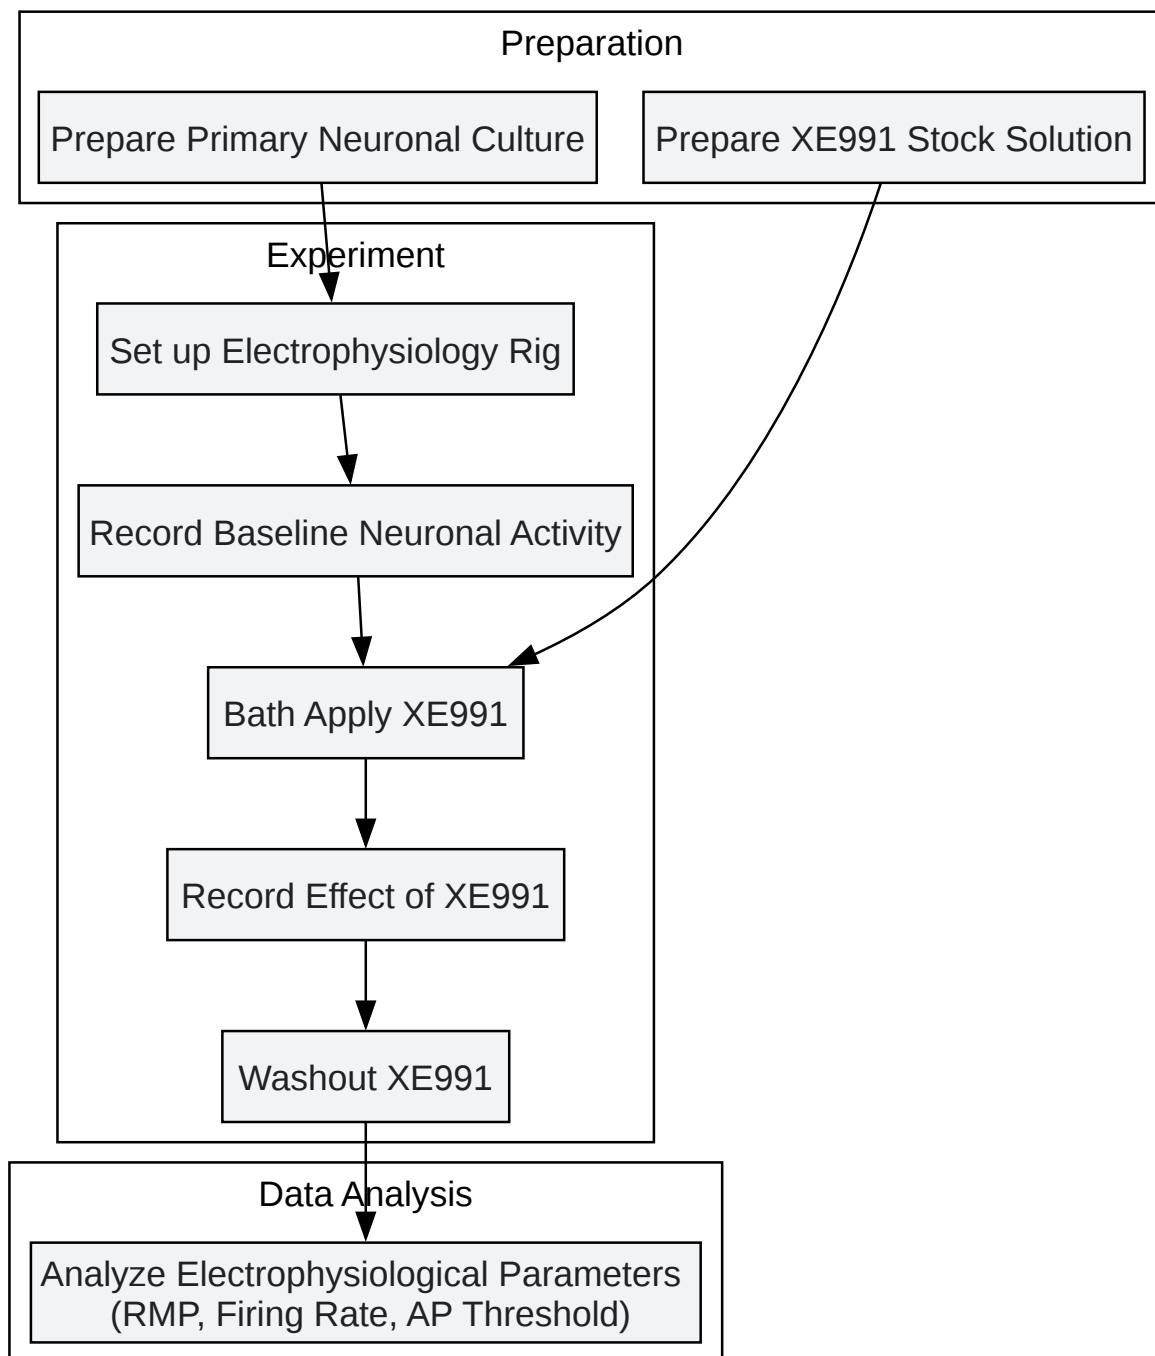 Preparation
Prepare Primary Neuronal Culture
Prepare XE991 Stock Solution
Experiment
Set up Electrophysiology Rig
Record Baseline Neuronal Activity
Bath Apply XE991
Record Effect of XE991
Washout XE991
Data Analysis
Analyze Electrophysiological Parameters
(RMP, Firing Rate, AP Threshold)